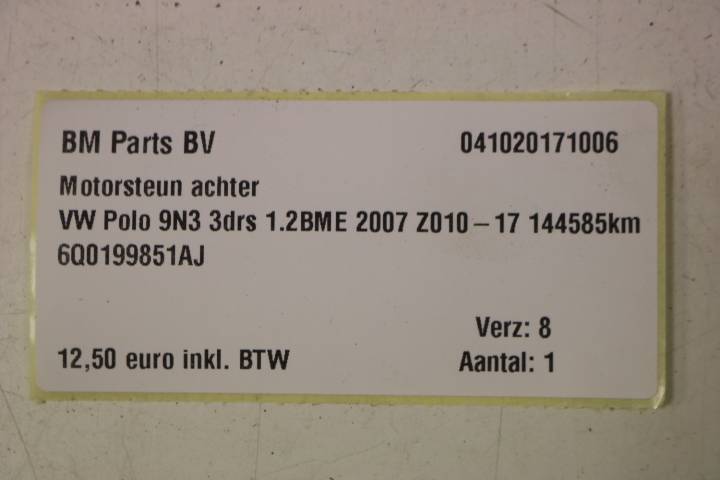 BM Parts BV 041020171006
Motorsteun achter
VW Polo 9N3 3drs 1.2BME 2007 Z010-17 144585km
6Q0199851AJ
Verz: 8
12,50 euro inkl. BTW Aantal: 1